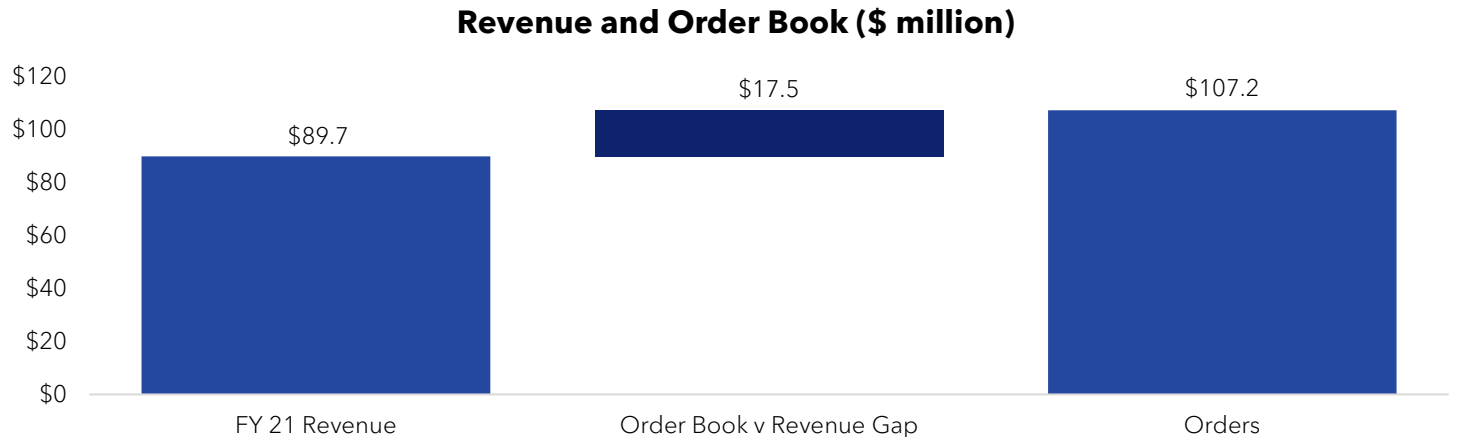 Revenue and Order Book ($ million)
$120
$100
$80
$60
$40
$20
$0
$89.7
$17.5
$107.2
FY 21 Revenue
Order Book v Revenue Gap
Orders